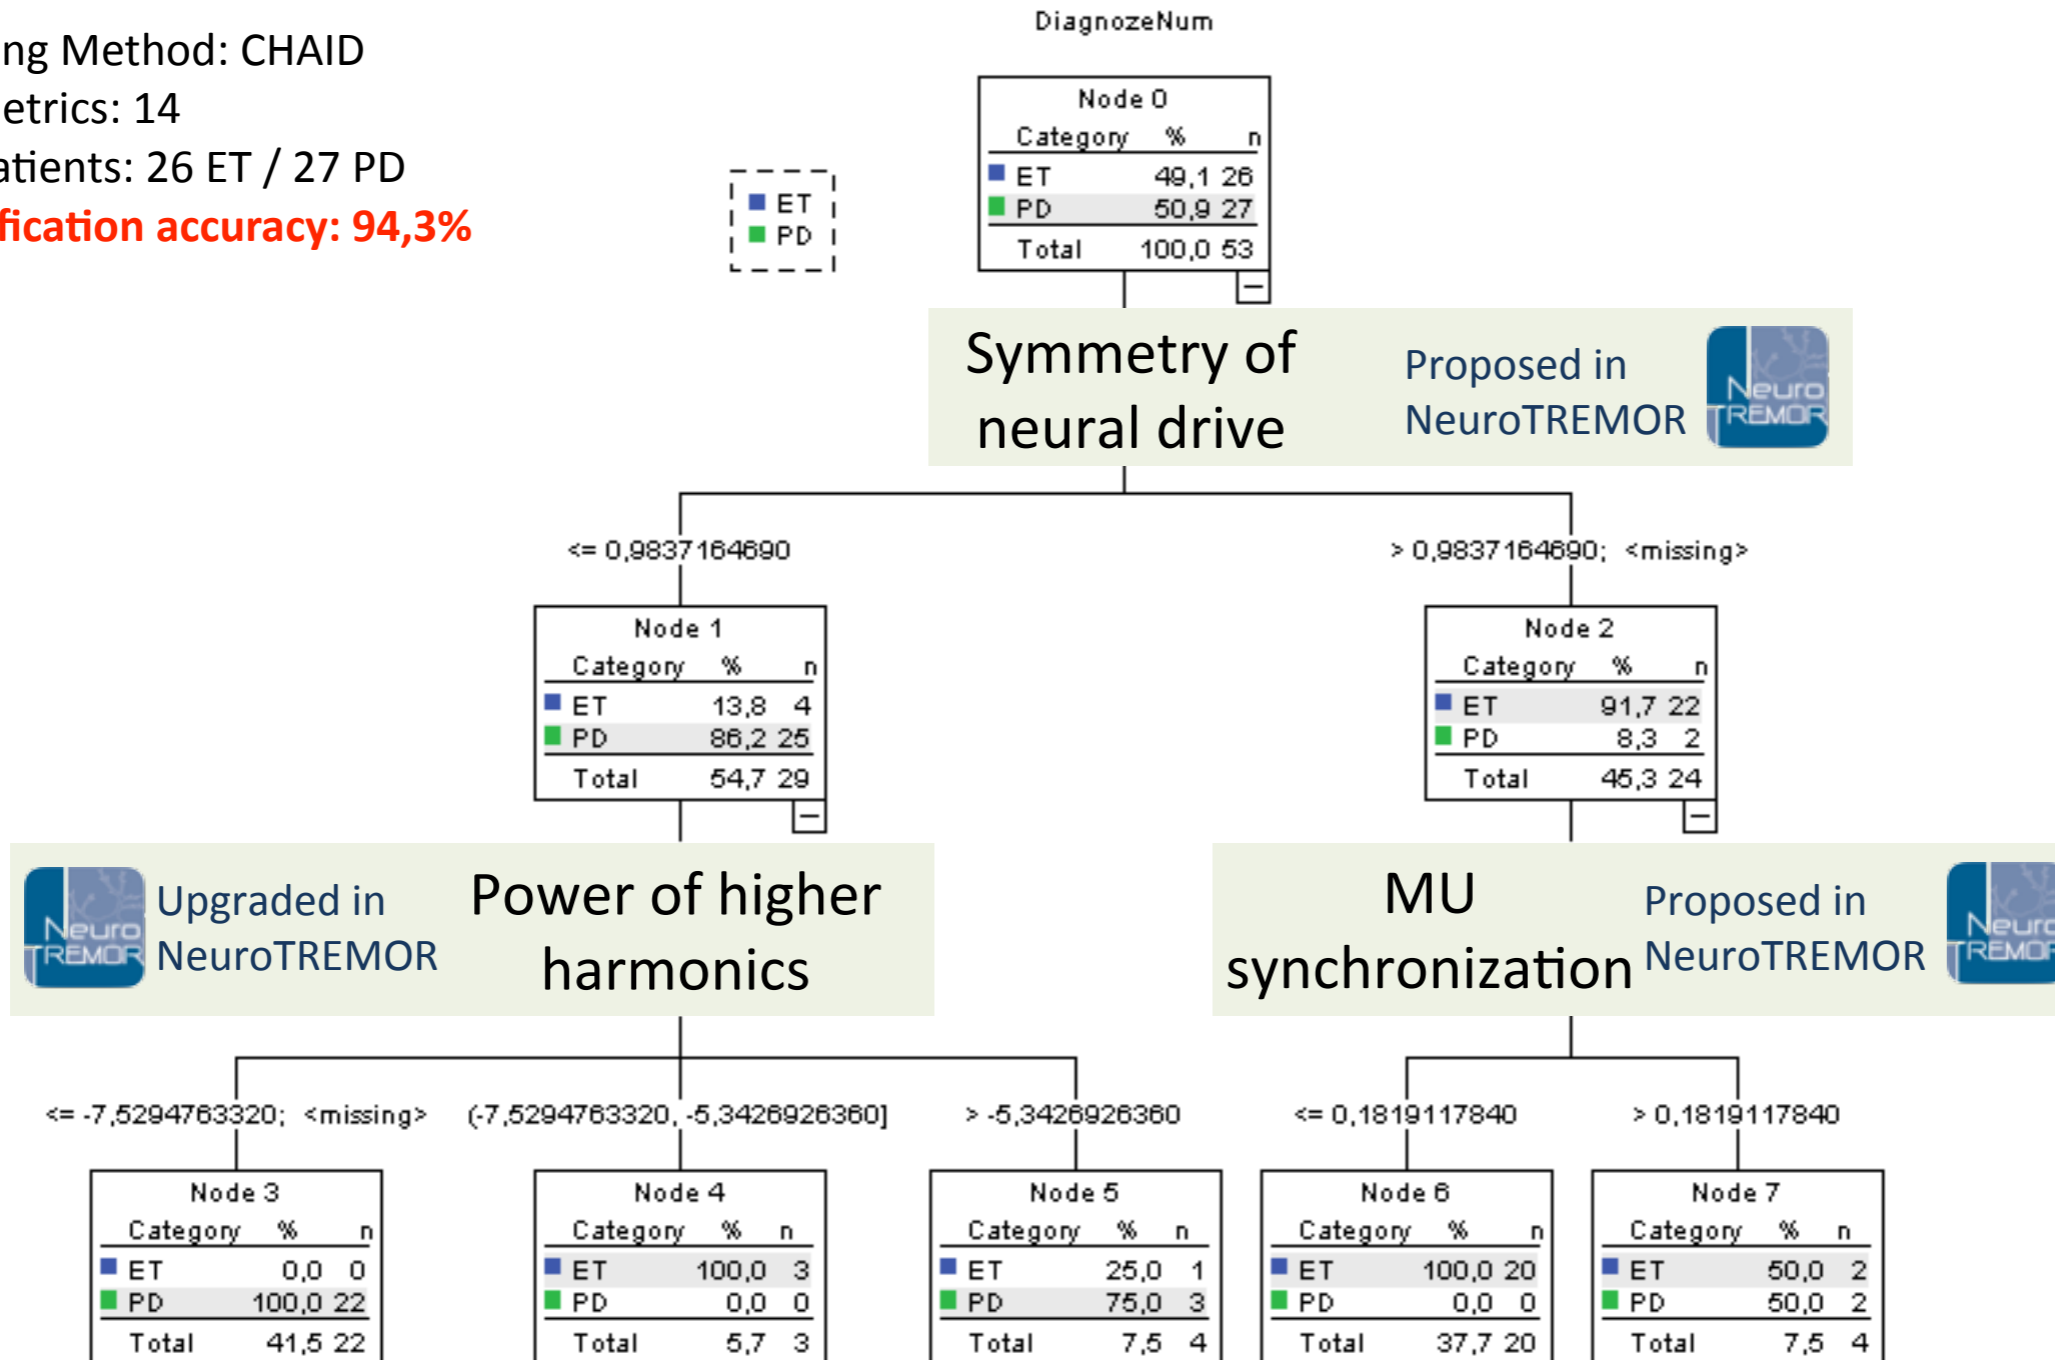 DiagnozeNum
ng Method: CHAID
etrics: 14
atients: 26 ET / 27 PD
fication accuracy: 94,3%
ET
PD
Node 0
Category % n
ET 49,1 26
PD 50,9 27
Total 100,0 53
Symmetry of
neural drive
Proposed in
NeuroTREMOR
Neuro
TREMOR
<= 0,9837164690
> 0,9837164690; <missing>
Node 1
Category % n
ET 13,8 4
PD 86,2 25
Total 54,7 29
Node 2
Category % n
ET 91,7 22
PD 8,3 2
Total 45,3 24
Neuro
TREMOR
Upgraded in
NeuroTREMOR
Power of higher
harmonics
MU
synchronization
Proposed in
NeuroTREMOR
Neuro
TREMOR
<= -7,5294763320; <missing>
(-7,5294763320, -5,3426926360]
> -5,3426926360
<= 0,1819117840
> 0,1819117840
Node 3
Category % n
ET 0,0 0
PD 100,0 22
Total 41,5 22
Node 4
Category % n
ET 100,0 3
PD 0,0 0
Total 5,7 3
Node 5
Category % n
ET 25,0 1
PD 75,0 3
Total 7,5 4
Node 6
Category % n
ET 100,0 20
PD 0,0 0
Total 37,7 20
Node 7
Category % n
ET 50,0 2
PD 50,0 2
Total 7,5 4